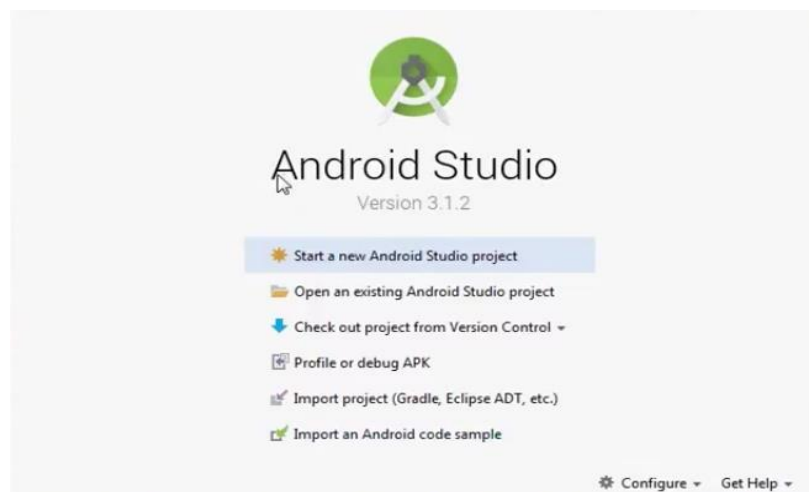 Android Studio
Version 3.1.2
Start a new Android Studio project
Open an existing Android Studio project
Check out project from Version Control
Profile or debug APK
Import project (Gradle, Eclipse ADT, etc.)
Import an Android code sample
Configure Get Help